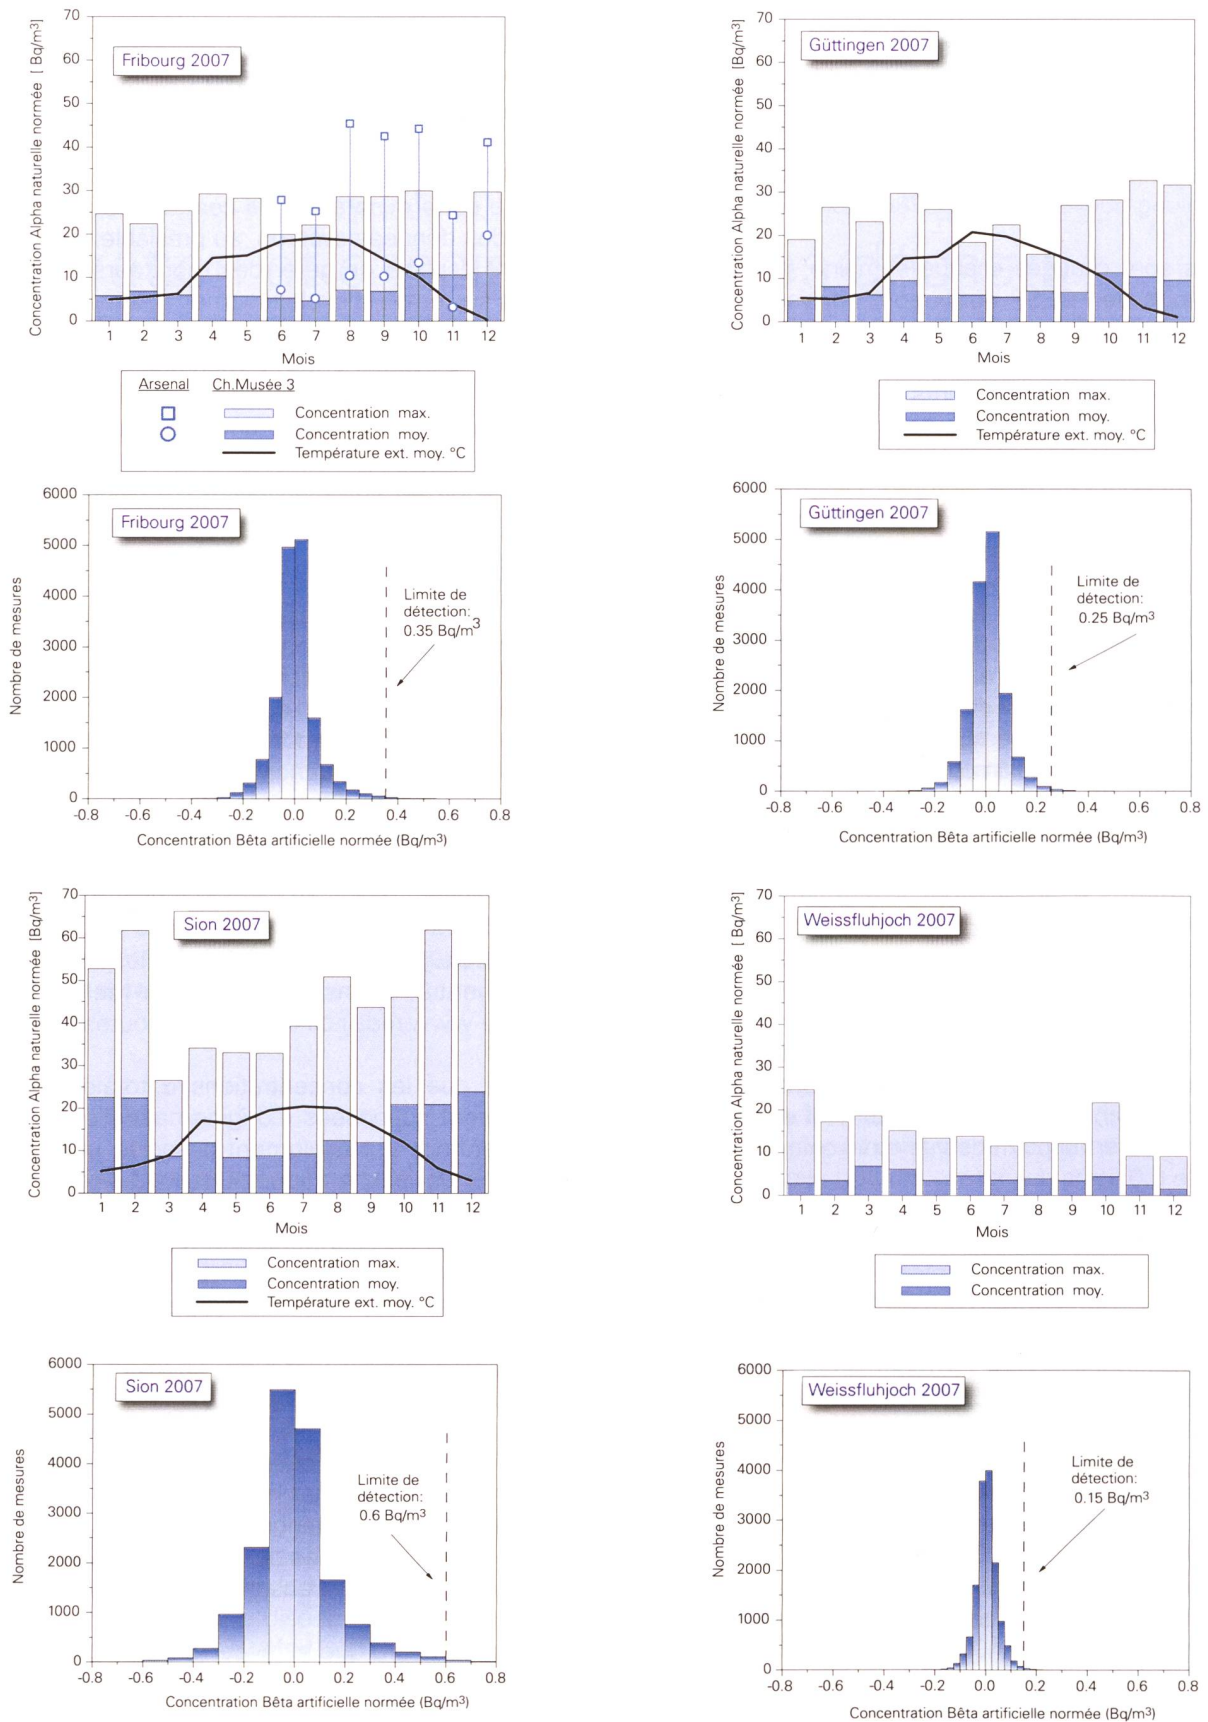 Concentration Alpha naturelle normée [ Bq/m³]
70
60
50
40
30
20
10
0
Fribourg 2007
1 2 3 4 5 6 7 8 9 10 11 12
Mois
Arsenal Ch.Musée 3
Concentration max.
Concentration moy.
Température ext. moy. °C
Concentration Alpha naturelle normée [Bq/m³]
70
60
50
40
30
20
10
0
Güttingen 2007
1 2 3 4 5 6 7 8 9 10 11 12
Mois
Concentration max.
Concentration moy.
Température ext. moy. °C
Nombre de mesures
6000
5000
4000
3000
2000
1000
0
Fribourg 2007
Limite de
détection:
0.35 Bq/m³
-0.8 -0.6 -0.4 -0.2 0.0 0.2 0.4 0.6 0.8
Concentration Bêta artificielle normée (Bq/m³)
Nombre de mesures
6000
5000
4000
3000
2000
1000
0
Güttingen 2007
Limite de
détection:
0.25 Bq/m³
-0.8 -0.6 -0.4 -0.2 0.0 0.2 0.4 0.6 0.8
Concentration Bêta artificielle normée (Bq/m³)
Concentration Alpha naturelle normée [Bq/m³]
70
60
50
40
30
20
10
0
Sion 2007
1 2 3 4 5 6 7 8 9 10 11 12
Mois
Concentration max.
Concentration moy.
Température ext. moy. °C
Concentration Alpha naturelle normée [ Bq/m³]
70
60
50
40
30
20
10
0
Weissfluhjoch 2007
1 2 3 4 5 6 7 8 9 10 11 12
Mois
Concentration max.
Concentration moy.
Nombre de mesures
6000
5000
4000
3000
2000
1000
0
Sion 2007
Limite de
détection:
0.6 Bq/m³
-0.8 -0.6 -0.4 -0.2 0.0 0.2 0.4 0.6 0.8
Concentration Bêta artificielle normée (Bq/m³)
Nombre de mesures
6000
5000
4000
3000
2000
1000
0
Weissfluhjoch 2007
Limite de
détection:
0.15 Bq/m³
-0.8 -0.6 -0.4 -0.2 0.0 0.2 0.4 0.6 0.8
Concentration Bêta artificielle normée (Bq/m³)